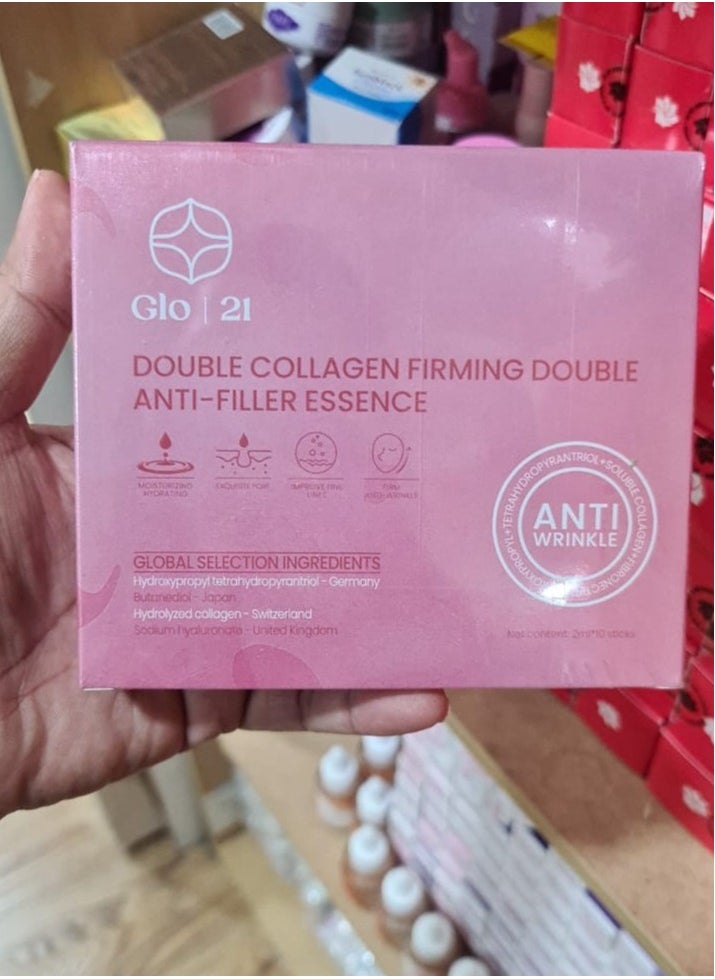 Glo | 21
DOUBLE COLLAGEN FIRMING DOUBLE
ANTI-FILLER ESSENCE
MOISTURIZING
HYDRATING
EXQUISITE PORE
IMPROVE FINE
LINES
FIRM
ANTI-WRINKLE
TETRAHYDROPYRANTRIOL+SOLUBLE COLLAGEN+FIBRONECTIN
ANTI
WRINKLE
GLOBAL SELECTION INGREDIENTS
Hydroxypropyl tetrahydropyrantriol - Germany
Butanediol - Japan
Hydrolyzed collagen - Switzerland
Sodium hyaluronate - United Kingdom
Net content: 2ml*10 sticks